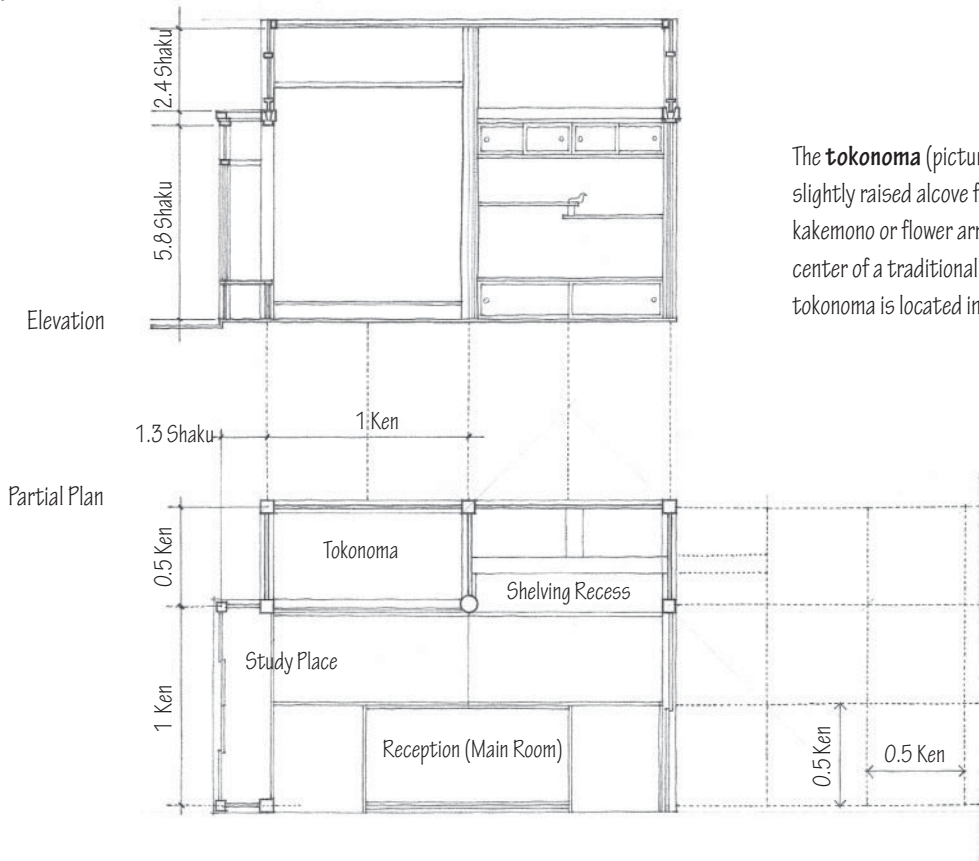 2.4 Shaku
5.8 Shaku
Elevation
The tokonoma (pictu
slightly raised alcove f
kakemono or flower arr
center of a traditional
tokonoma is located in
1.3 Shaku
1 Ken
Partial Plan
0.5 Ken
Tokonoma
Shelving Recess
Study Place
1 Ken
Reception (Main Room)
0.5 Ken
0.5 Ken